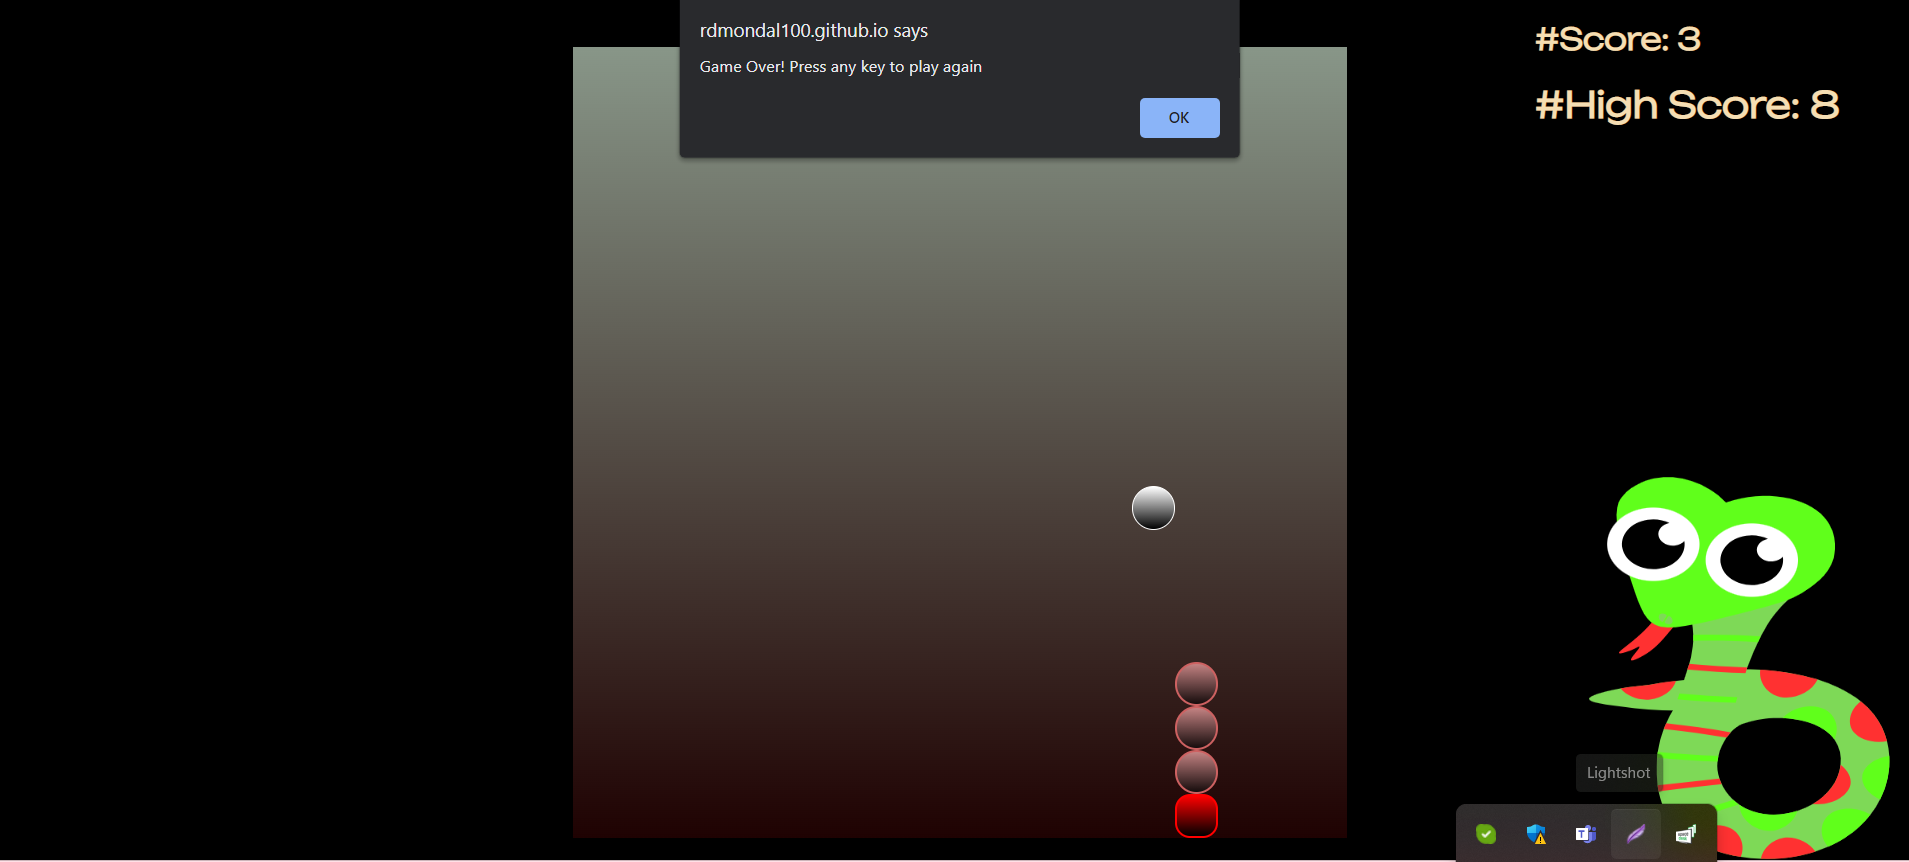 rdmondal100.github.io says
Game Over! Press any key to play again
OK
#Score: 3
#High Score: 8
Lightshot